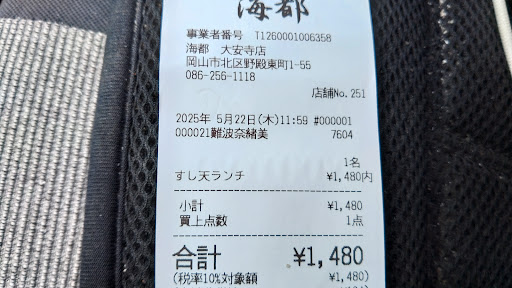 海都
事業者番号 T1260001006358
海都 大安寺店
岡山市北区野殿東町1-55
086-256-1118
店舗No.251
2025年 5月22日(木)11:59 #000001
000021難波奈緒美 7604
1名
すし天ランチ ¥1,480内
小計 ¥1,480
買上点数 1点
合計 ¥1,480
(税率10%対象額 ¥1,480)